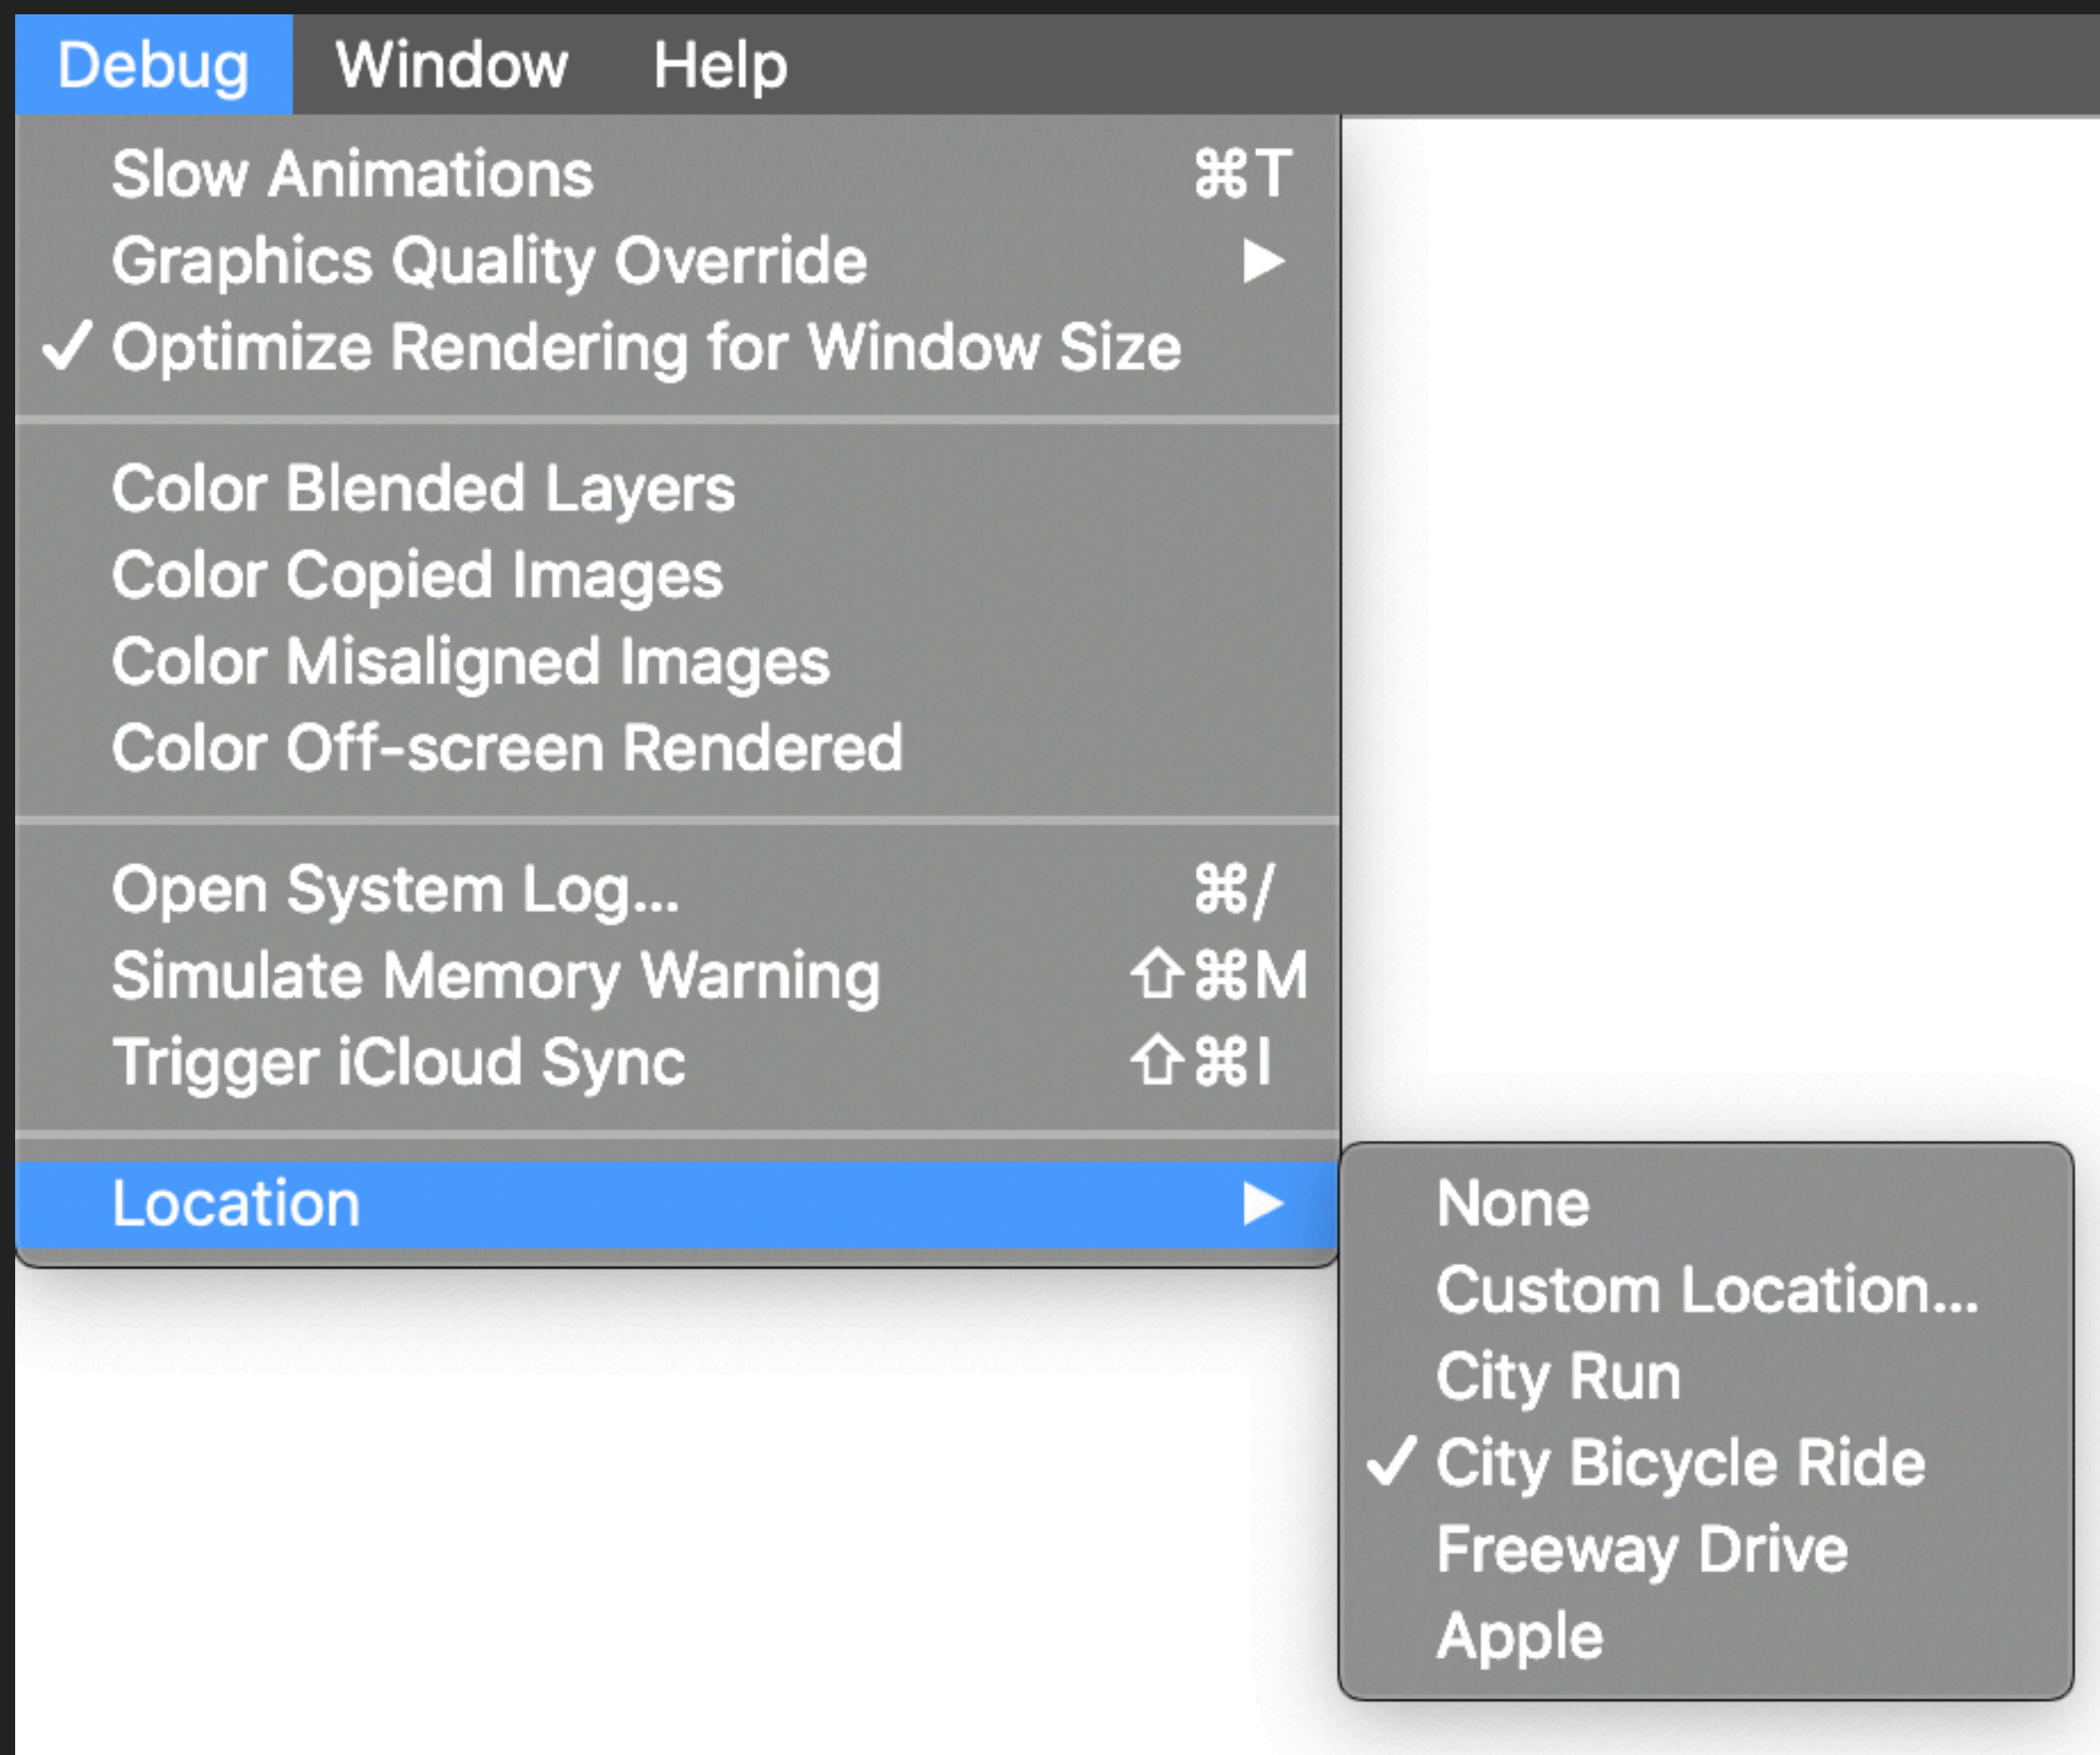 Debug Window Help
Slow Animations ⌘T
Graphics Quality Override ▶
✓ Optimize Rendering for Window Size
Color Blended Layers
Color Copied Images
Color Misaligned Images
Color Off-screen Rendered
Open System Log... ⌘/
Simulate Memory Warning ⇧⌘M
Trigger iCloud Sync ⇧⌘I
Location ▶
None
Custom Location...
City Run
✓ City Bicycle Ride
Freeway Drive
Apple